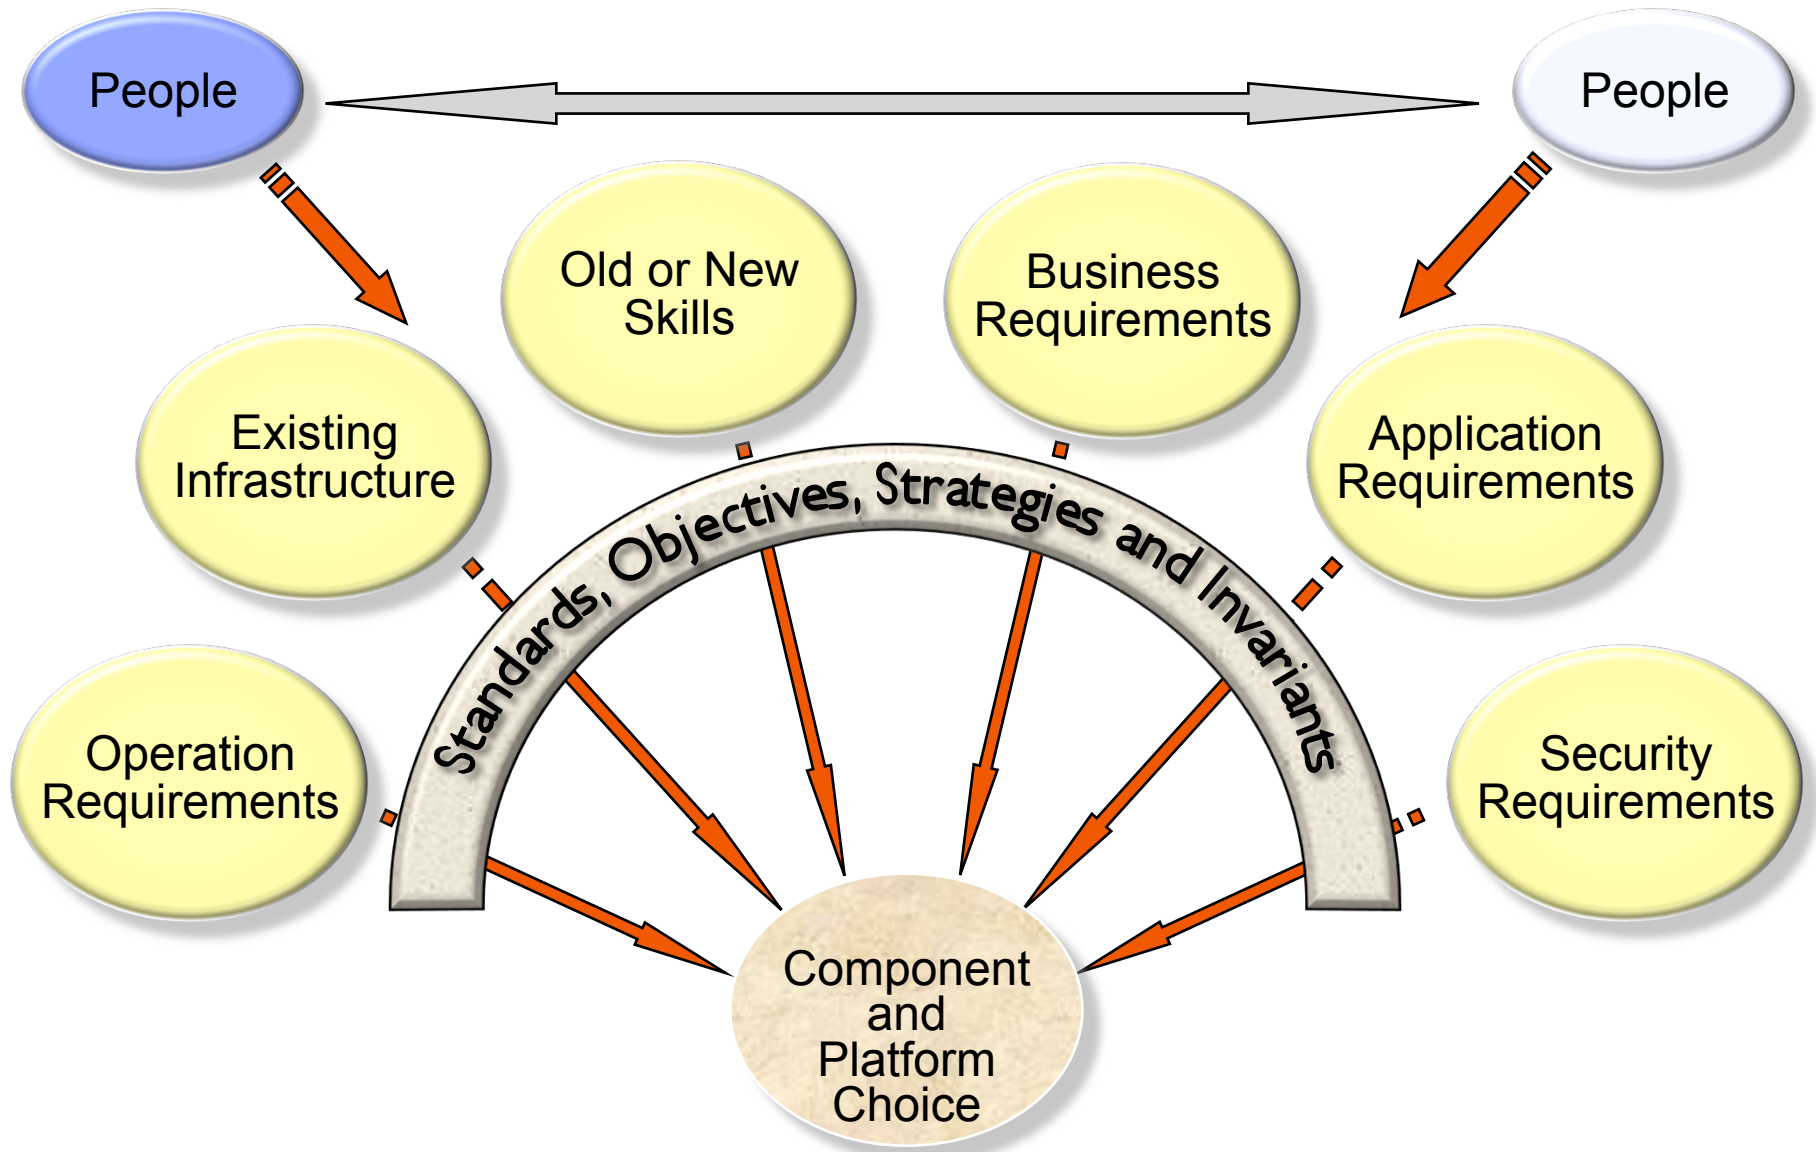 People
People
Old or New
Skills
Business
Requirements
Existing
Infrastructure
Application
Requirements
Standards, Objectives, Strategies and Invariants
Operation
Requirements
Security
Requirements
Component
and
Platform
Choice